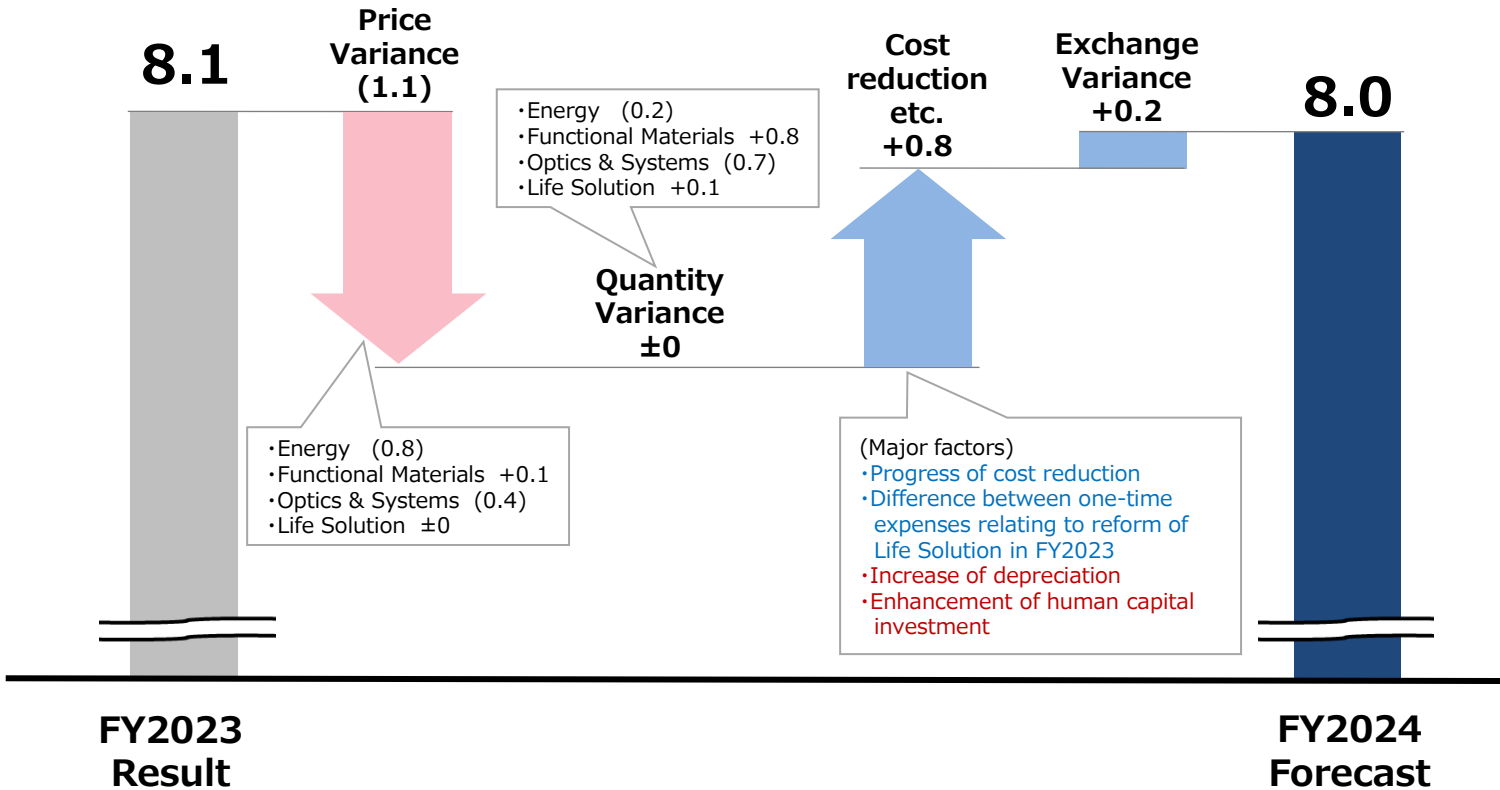 8.1
Price
Variance
(1.1)
・Energy (0.2)
・Functional Materials +0.8
・Optics & Systems (0.7)
・Life Solution +0.1
Cost
reduction
etc.
+0.8
Exchange
Variance
+0.2
8.0
Quantity
Variance
±0
・Energy (0.8)
・Functional Materials +0.1
・Optics & Systems (0.4)
・Life Solution ±0
(Major factors)
・Progress of cost reduction
・Difference between one-time
expenses relating to reform of
Life Solution in FY2023
・Increase of depreciation
・Enhancement of human capital
investment
FY2023
Result
FY2024
Forecast